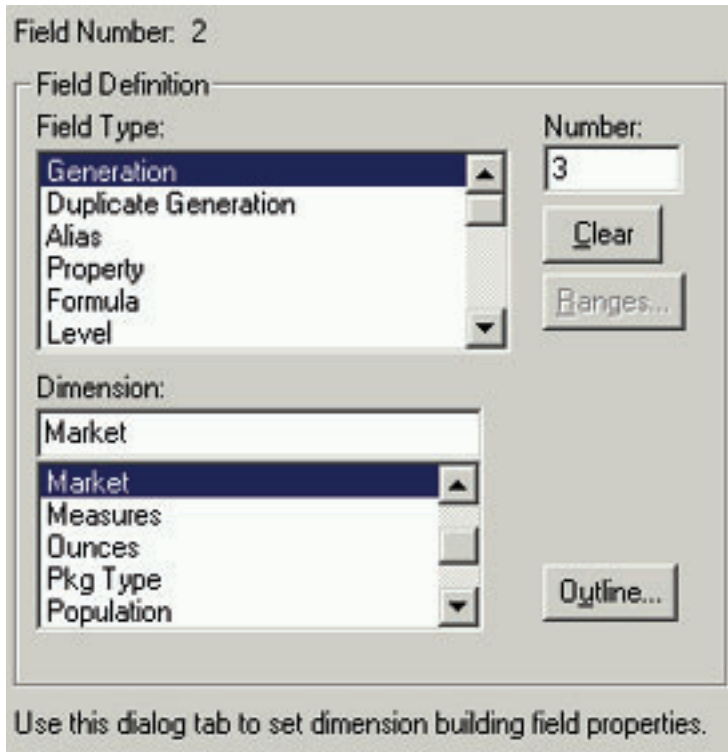 Field Number: 2
Field Definition
Field Type:
Number:
Generation
3
Duplicate Generation
Alias
Clear
Property
Formula
Ranges...
Level
Dimension:
Market
Market
Measures
Ounces
Pkg Type
Outline...
Population
Use this dialog tab to set dimension building field properties.